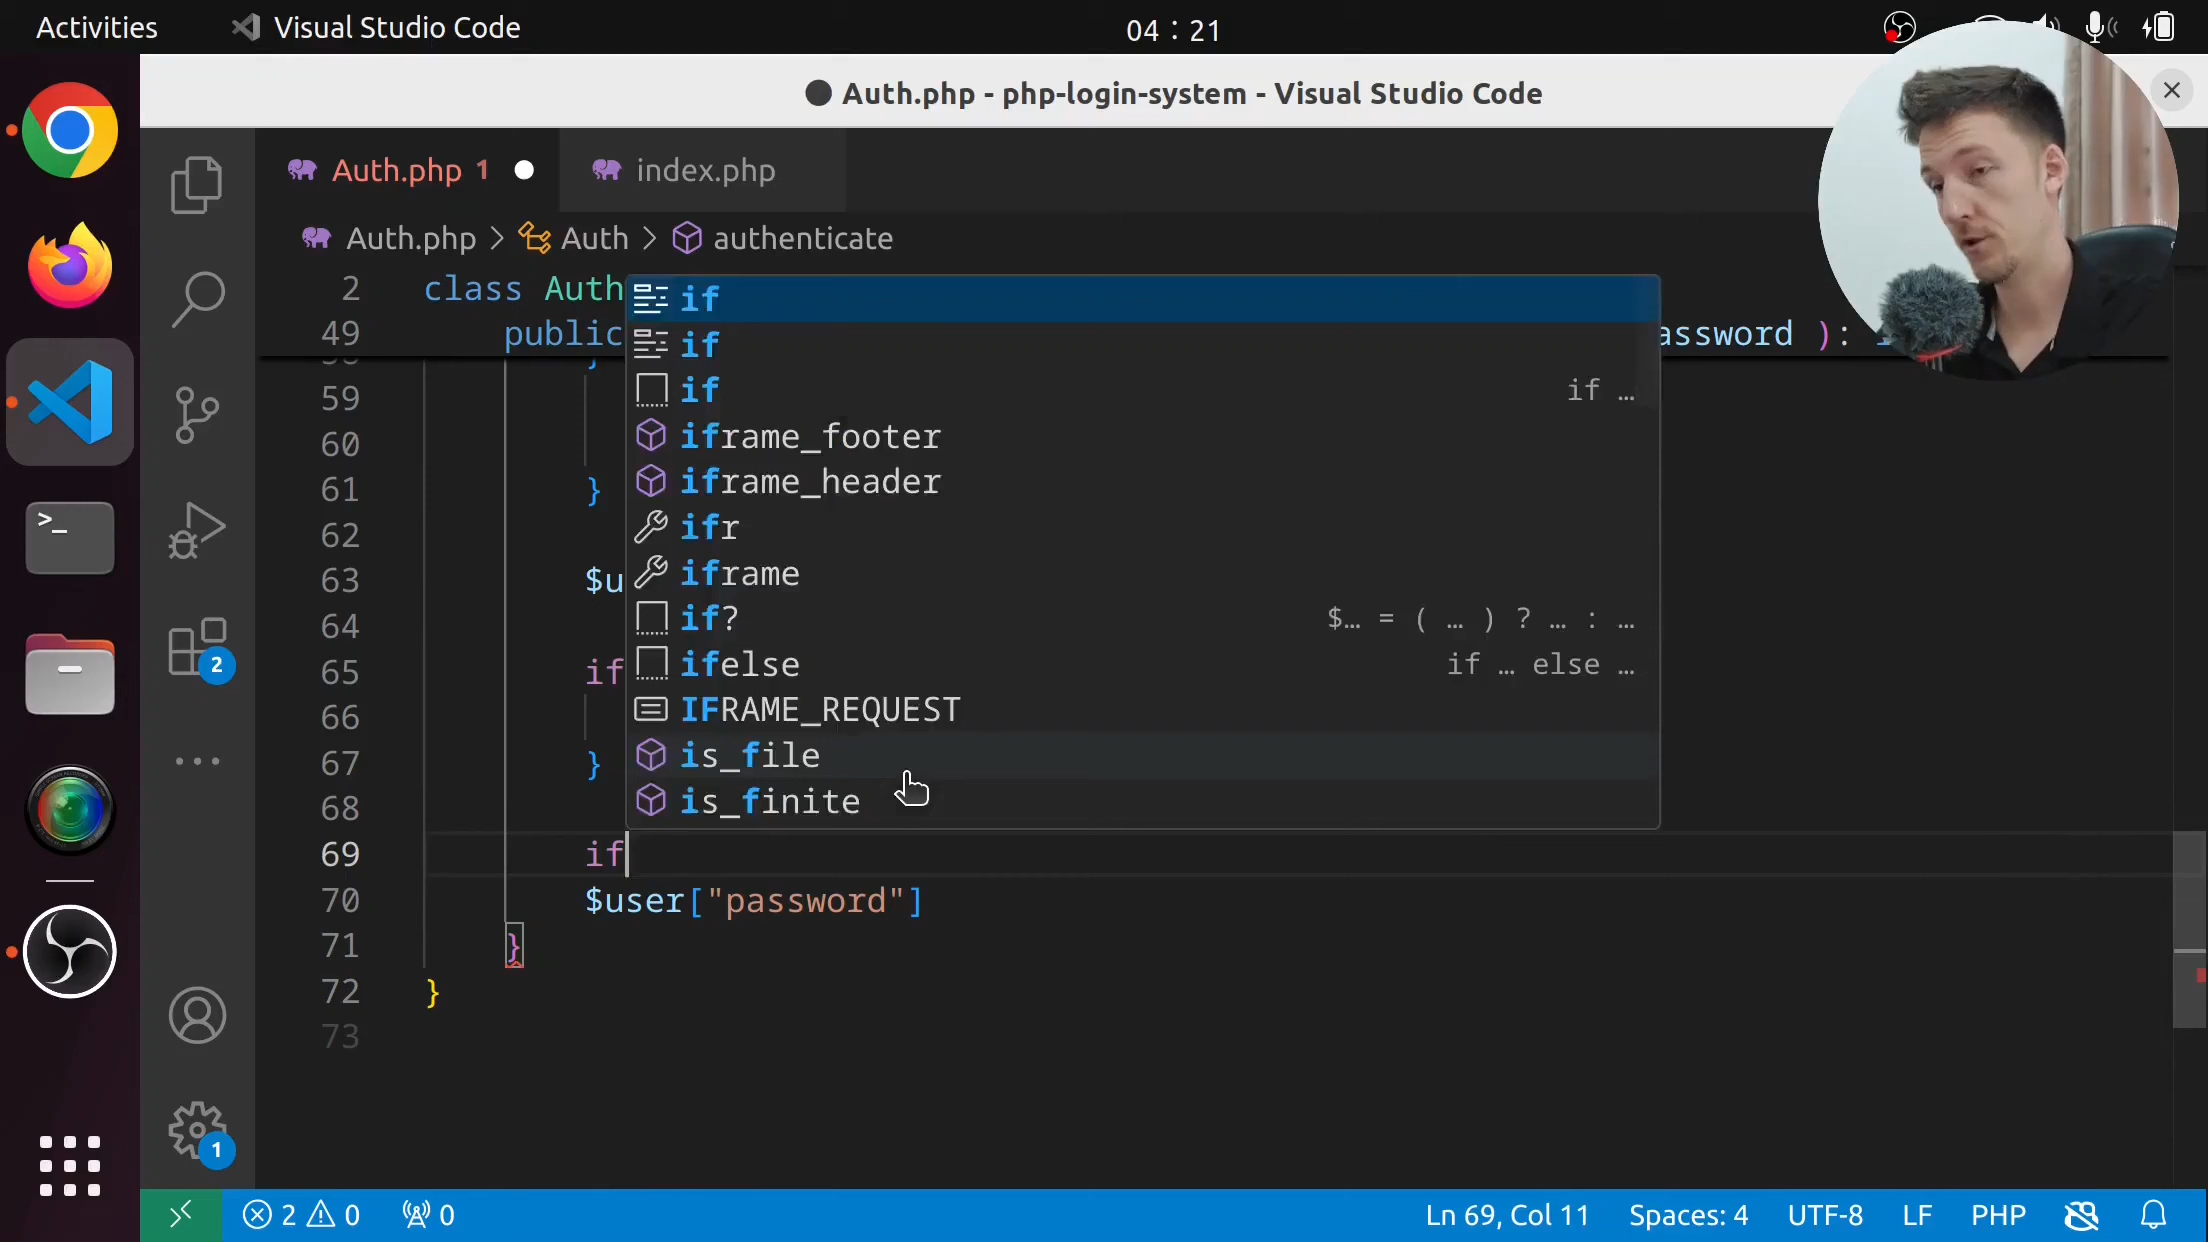 Activities
Visual Studio Code
04 : 21
Auth.php - php-login-system - Visual Studio Code
Auth.php 1
index.php
Auth.php > Auth > authenticate
2 class Auth
49 public assword ):
59
60
61 }
62
63 $u
64
65 if
66
67 }
68
69 if
70 $user["password"]
71 }
72 }
73
if
if
if if …
iframe_footer
iframe_header
ifr
iframe
if? $… = ( … ) ? … : …
ifelse if … else …
IFRAME_REQUEST
is_file
is_finite
2
1
2 0
0
Ln 69, Col 11
Spaces: 4
UTF-8
LF
PHP